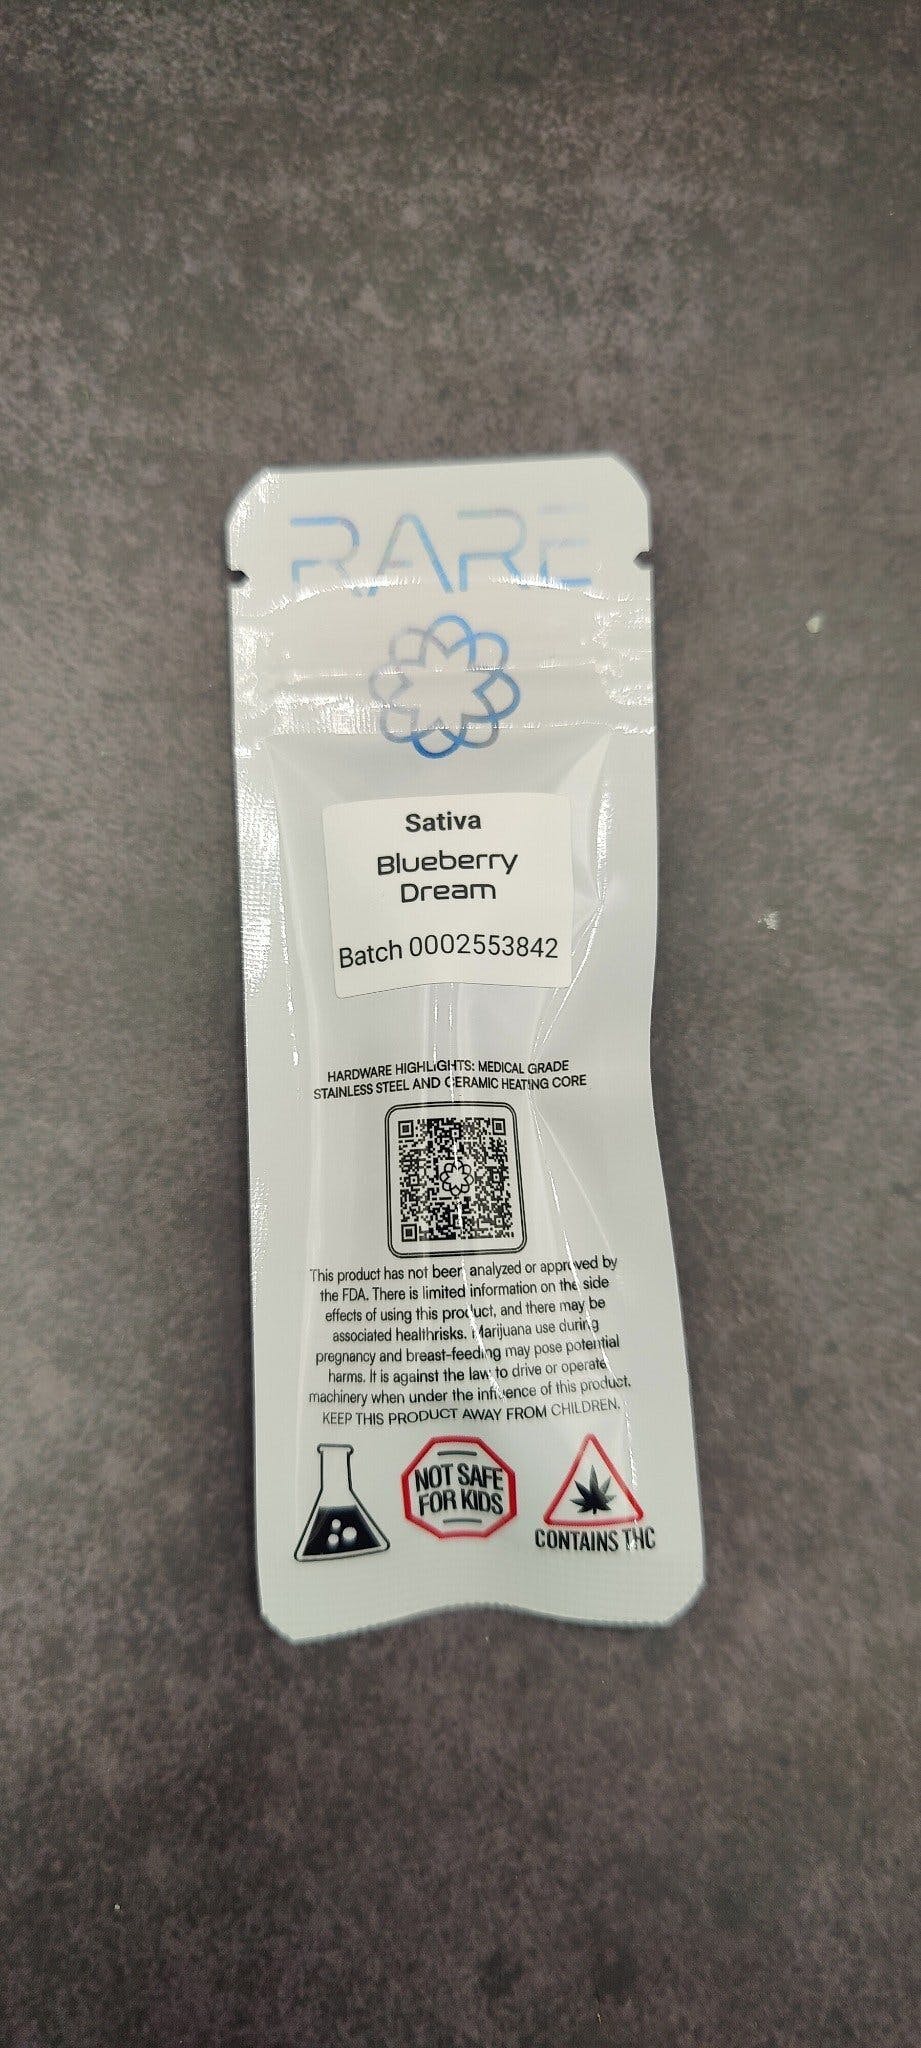 RARE
Sativa
Blueberry
Dream
Batch 0002553842
HARDWARE HIGHLIGHTS: MEDICAL GRADE
STAINLESS STEEL AND CERAMIC HEATING CORE
This product has not been analyzed or approved by
the FDA. There is limited information on the side
effects of using this product, and there may be
associated healthrisks. Marijuana use during
pregnancy and breast-feeding may pose potential
harms. It is against the law to drive or operate
machinery when under the influence of this product.
KEEP THIS PRODUCT AWAY FROM CHILDREN.
NOT SAFE
FOR KIDS
CONTAINS THC